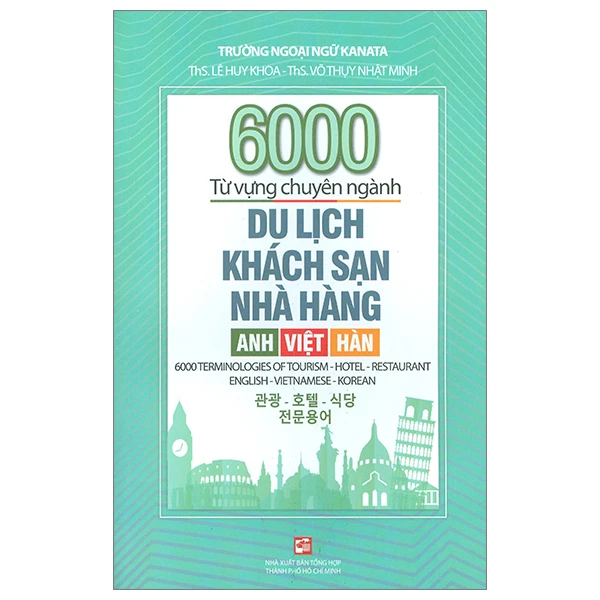 TRƯỜNG NGOẠI NGỮ KANATA
ThS. LÊ HUY KHOA - ThS. VÕ THỤY NHẬT MINH
6000
Từ vựng chuyên ngành
DU LỊCH
KHÁCH SẠN
NHÀ HÀNG
ANH VIỆT HÀN
6000 TERMINOLOGIES OF TOURISM - HOTEL - RESTAURANT
ENGLISH - VIETNAMESE - KOREAN
관광 - 호텔 - 식당
전문용어
NHÀ XUẤT BẢN TỔNG HỢP
THÀNH PHỐ HỒ CHÍ MINH